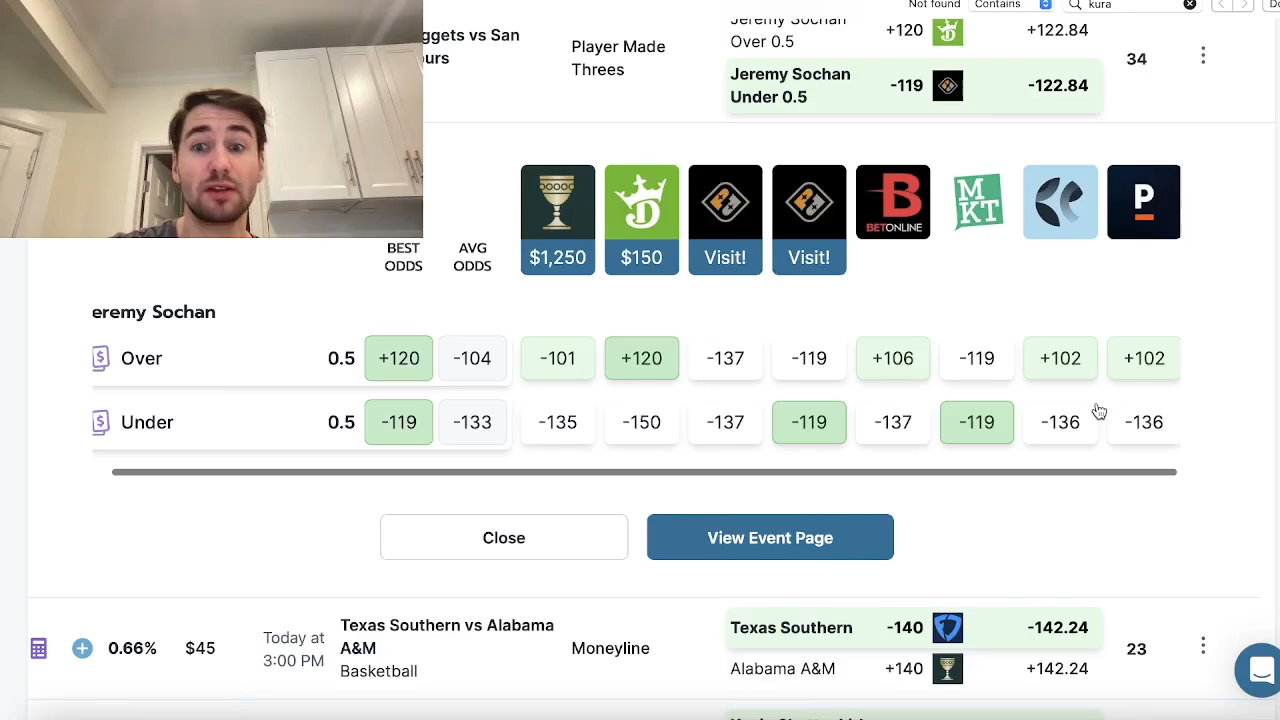 Not found
Contains
kura
ggets vs San
urs
Player Made
Threes
Jeremy Sochan
Over 0.5
+120
+122.84
Jeremy Sochan
Under 0.5
-119
-122.84
34
BEST
ODDS
AVG
ODDS
$1,250
$150
Visit!
Visit!
B
BETONLINE
MKT
P
eremy Sochan
Over 0.5 +120 -104 -101 +120 -137 -119 +106 -119 +102 +102
Under 0.5 -119 -133 -135 -150 -137 -119 -137 -119 -136 -136
Close
View Event Page
0.66%
$45
Today at
3:00 PM
Texas Southern vs Alabama
A&M
Basketball
Moneyline
Texas Southern
-140
-142.24
Alabama A&M
+140
+142.24
23